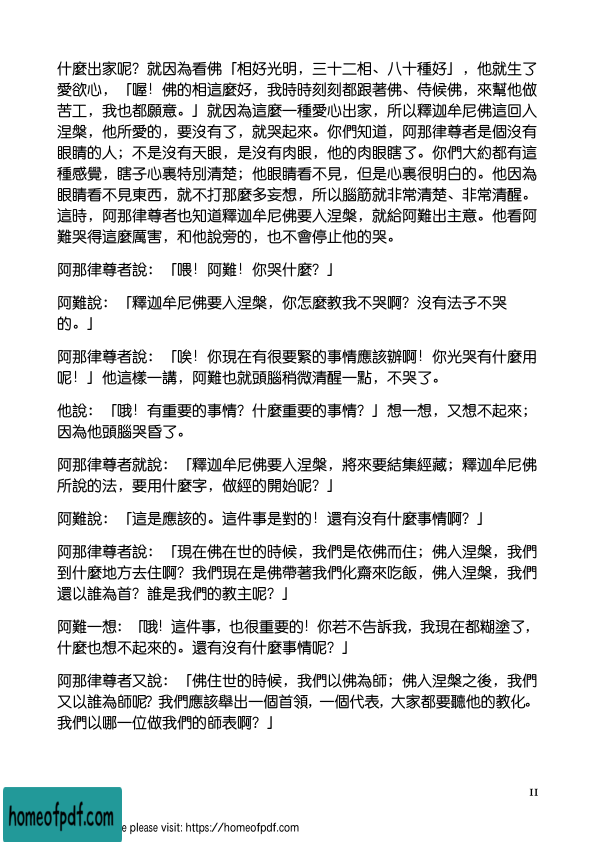 什麼出家呢？就因為看佛「相好光明，三十二相、八十種好」，他就生了
愛欲心，「喔！佛的相這麼好，我時時刻刻都跟著佛、侍候佛，來幫他做
苦工，我也都願意。」就因為這麼一種愛心出家，所以釋迦牟尼佛這回入
涅槃，他所愛的，要沒有了，就哭起來。你們知道，阿那律尊者是個沒有
眼睛的人；不是沒有天眼，是沒有肉眼，他的肉眼瞎了。你們大約都有這
種感覺，瞎子心裏特別清楚；他眼睛看不見，但是心裏很明白的。他因為
眼睛看不見東西，就不打那麼多妄想，所以腦筋就非常清楚、非常清醒。
這時，阿那律尊者也知道釋迦牟尼佛要入涅槃，就給阿難出主意。他看阿
難哭得這麼厲害，和他說旁的，也不會停止他的哭。
阿那律尊者說：「喂！阿難！你哭什麼？」
阿難說：「釋迦牟尼佛要入涅槃，你怎麼教我不哭啊？沒有法子不哭
的。」
阿那律尊者說：「唉！你現在有很要緊的事情應該辦啊！你光哭有什麼用
呢！」他這樣一講，阿難也就頭腦稍微清醒一點，不哭了。
他說：「哦！有重要的事情？什麼重要的事情？」想一想，又想不起來；
因為他頭腦哭昏了。
阿那律尊者就說：「釋迦牟尼佛要入涅槃，將來要結集經藏；釋迦牟尼佛
所說的法，要用什麼字，做經的開始呢？」
阿難說：「這是應該的。這件事是對的！還有沒有什麼事情啊？」
阿那律尊者說：「現在佛在世的時候，我們是依佛而住；佛入涅槃，我們
到什麼地方去住啊？我們現在是佛帶著我們化齋來吃飯，佛入涅槃，我們
還以誰為首？誰是我們的教主呢？」
阿難一想：「哦！這件事，也很重要的！你若不告訴我，我現在都糊塗了，
什麼也想不起來的。還有沒有什麼事情呢？」
阿那律尊者又說：「佛住世的時候，我們以佛為師；佛入涅槃之後，我們
又以誰為師呢？我們應該舉出一個首領，一個代表，大家都要聽他的教化。
我們以哪一位做我們的師表啊？」
11
homeofpdf.com
e please visit: https://homeofpdf.com